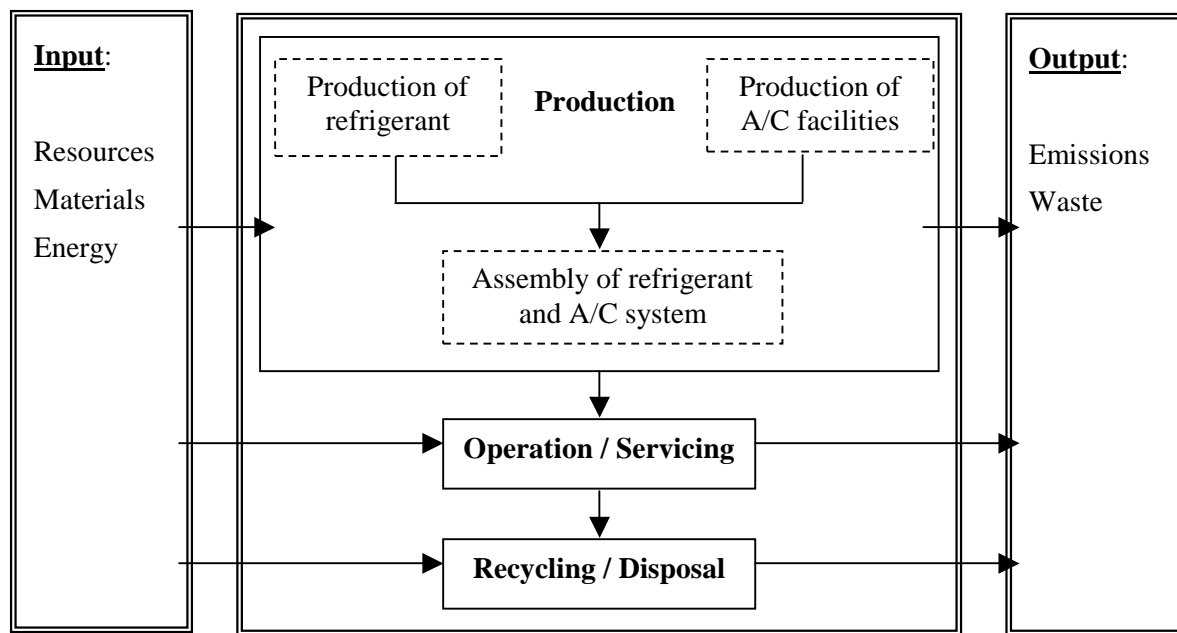 Input:
Resources
Materials
Energy
Production of
refrigerant
Production
Production of
A/C facilities
Assembly of refrigerant
and A/C system
Operation / Servicing
Recycling / Disposal
Output:
Emissions
Waste